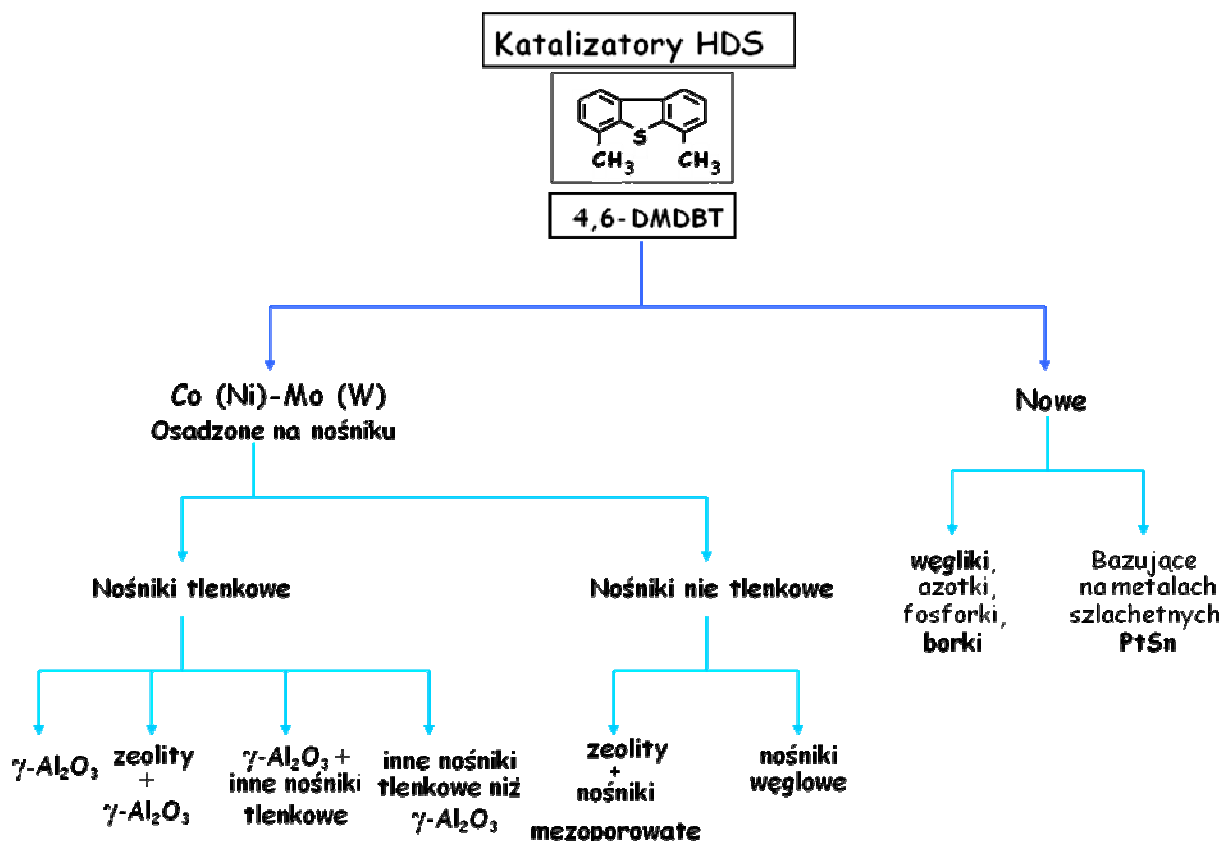 Katalizatory HDS
S
CH₃ CH₃
4,6-DMDBT
Co (Ni)-Mo (W)
Osadzone na nośniku
Nowe
Nośniki tlenkowe
Nośniki nie tlenkowe
węgliki,
azotki,
fosforki,
borki
Bazujące
na metalach
szlachetnych
PtSn
γ-Al₂O₃
zeolity
+
γ-Al₂O₃
γ-Al₂O₃ +
inne nośniki
tlenkowe
inne nośniki
tlenkowe niż
γ-Al₂O₃
zeolity
+
nośniki
mezoporowate
nośniki
węglowe